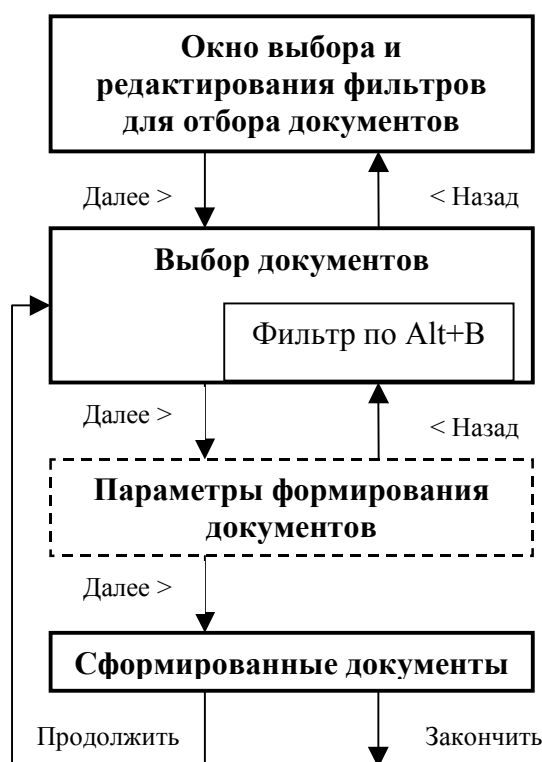 Окно выбора и
редактирования фильтров
для отбора документов
Далее >
< Назад
Выбор документов
Фильтр по Alt+B
Далее >
< Назад
Параметры формирования
документов
Далее >
Сформированные документы
Продолжить
Закончить